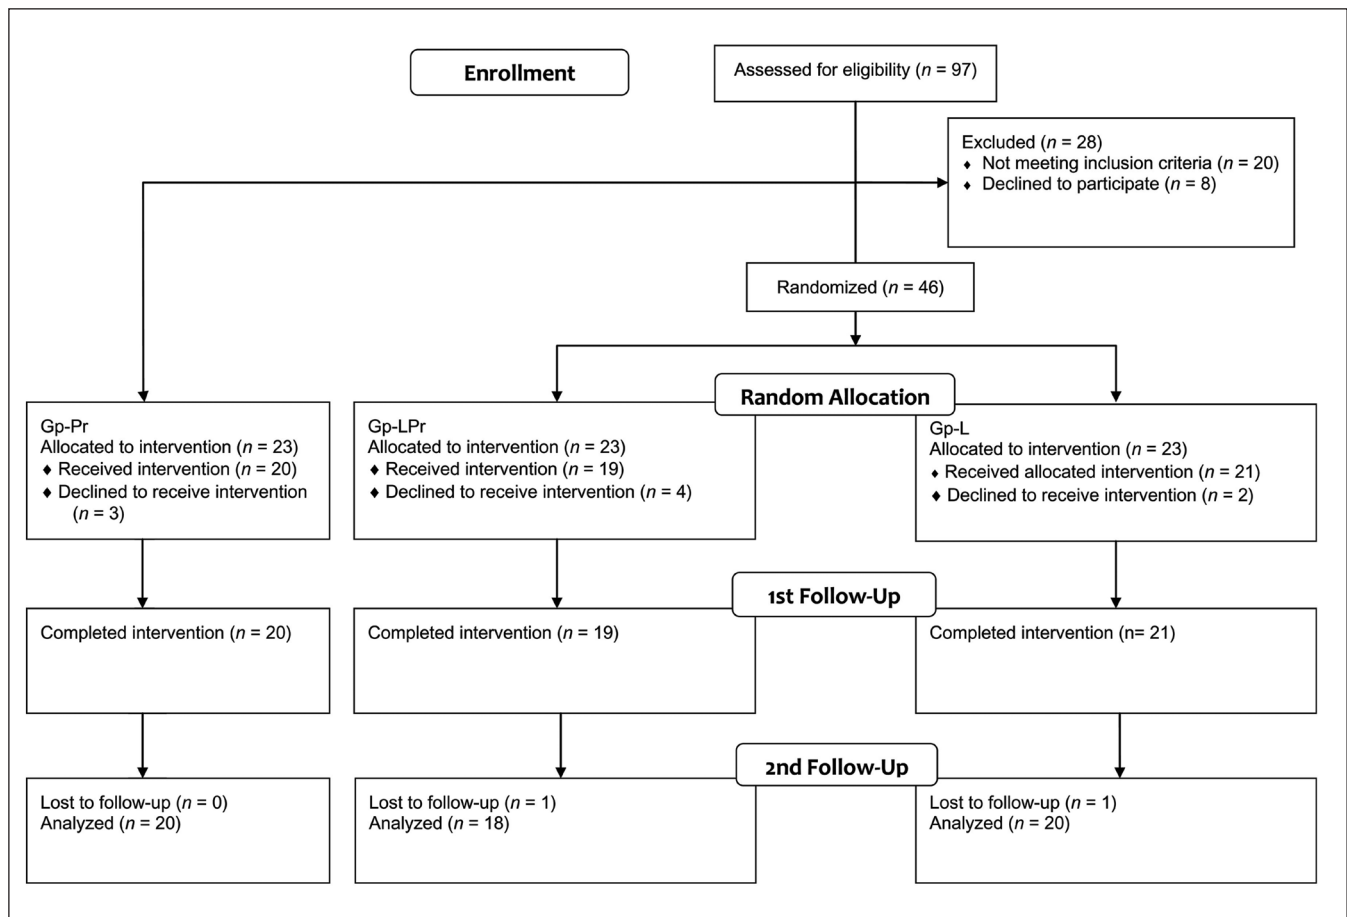 Enrollment
Assessed for eligibility (n = 97)
Excluded (n = 28)
♦ Not meeting inclusion criteria (n = 20)
♦ Declined to participate (n = 8)
Randomized (n = 46)
Random Allocation
Gp-Pr
Allocated to intervention (n = 23)
♦ Received intervention (n = 20)
♦ Declined to receive intervention
(n = 3)
Gp-LPr
Allocated to intervention (n = 23)
♦ Received intervention (n = 19)
♦ Declined to receive intervention (n = 4)
Gp-L
Allocated to intervention (n = 23)
♦ Received allocated intervention (n = 21)
♦ Declined to receive intervention (n = 2)
1st Follow-Up
Completed intervention (n = 20)
Completed intervention (n = 19)
Completed intervention (n= 21)
2nd Follow-Up
Lost to follow-up (n = 0)
Analyzed (n = 20)
Lost to follow-up (n = 1)
Analyzed (n = 18)
Lost to follow-up (n = 1)
Analyzed (n = 20)